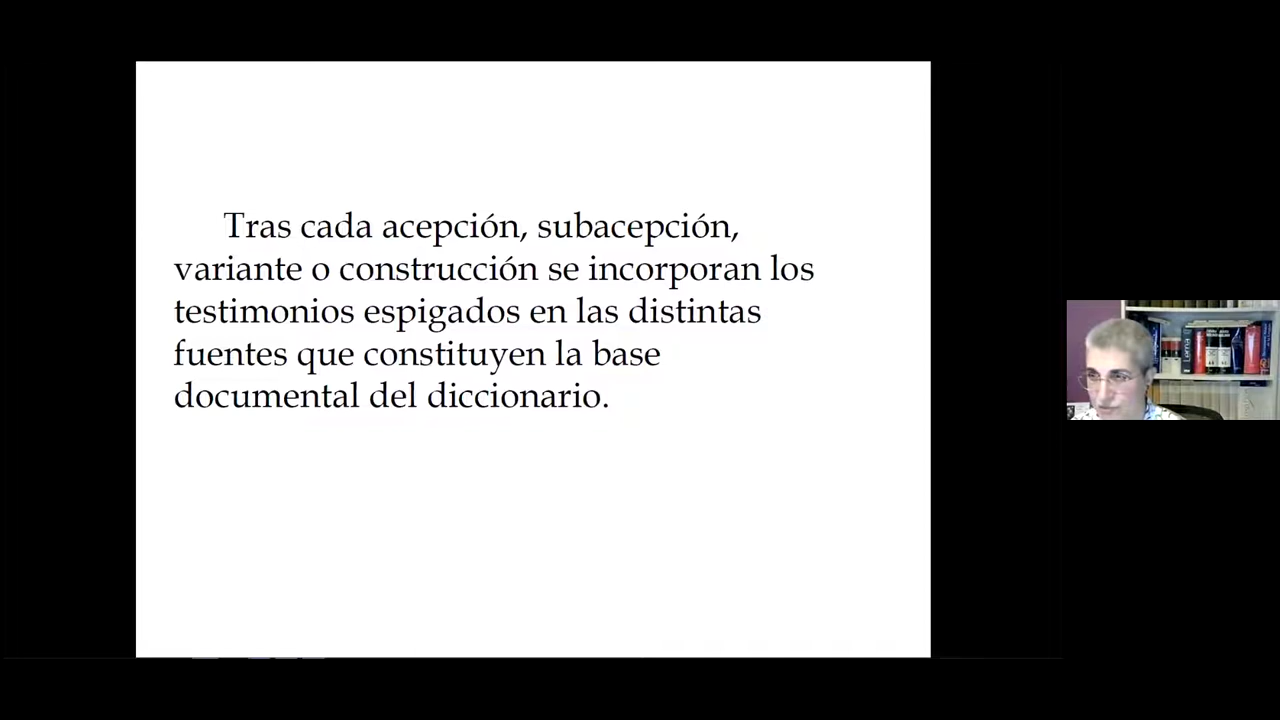 Tras cada acepción, subacepción,
variante o construcción se incorporan los
testimonios espigados en las distintas
fuentes que constituyen la base
documental del diccionario.
Lema